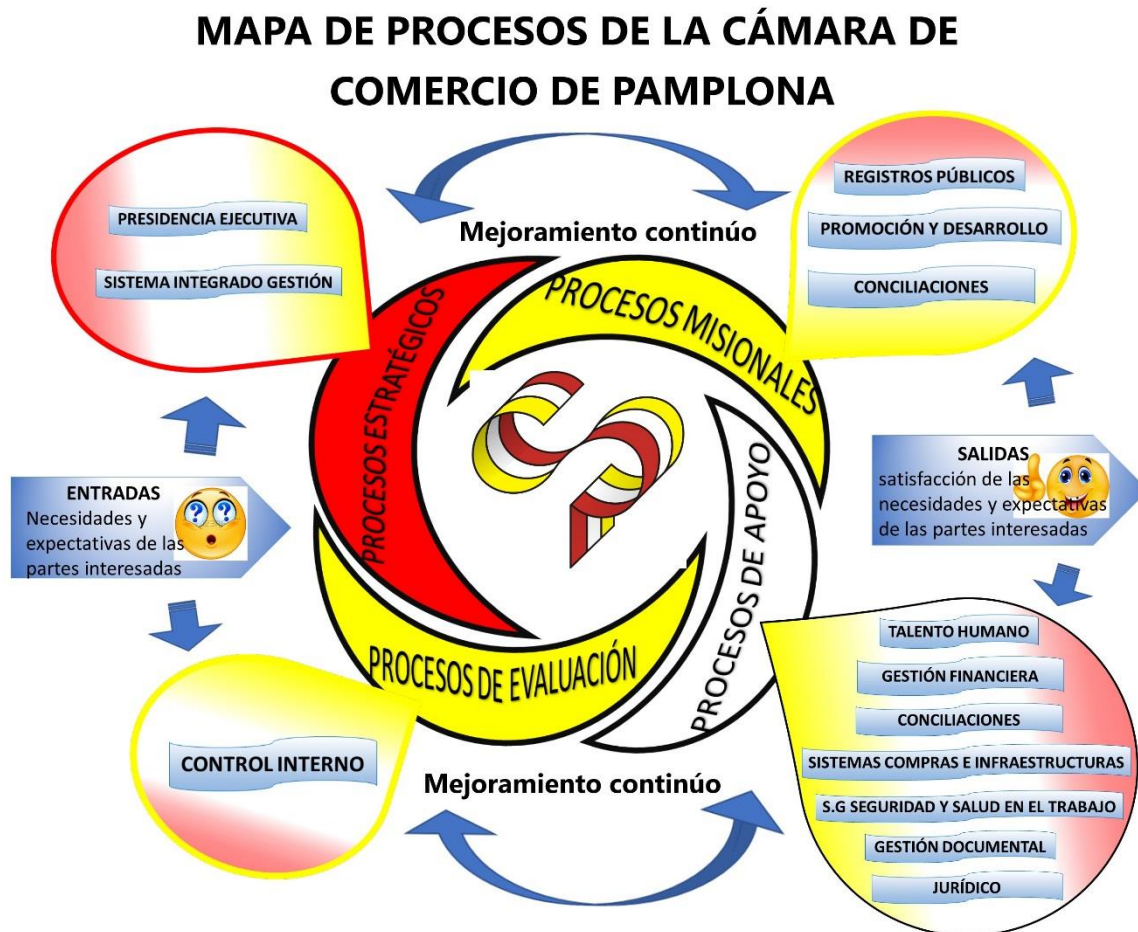 MAPA DE PROCESOS DE LA CÁMARA DE
COMERCIO DE PAMPLONA
PRESIDENCIA EJECUTIVA
SISTEMA INTEGRADO GESTIÓN
Mejoramiento continúo
REGISTROS PÚBLICOS
PROMOCIÓN Y DESARROLLO
CONCILIACIONES
PROCESOS ESTRATÉGICOS
PROCESOS MISIONALES
PROCESOS DE APOYO
PROCESOS DE EVALUACIÓN
ENTRADAS
Necesidades y
expectativas de las
partes interesadas
? ?
SALIDAS
satisfacción de las
necesidades y expectativas
de las partes interesadas
CONTROL INTERNO
Mejoramiento continúo
TALENTO HUMANO
GESTIÓN FINANCIERA
CONCILIACIONES
SISTEMAS COMPRAS E INFRAESTRUCTURAS
S.G SEGURIDAD Y SALUD EN EL TRABAJO
GESTIÓN DOCUMENTAL
JURÍDICO